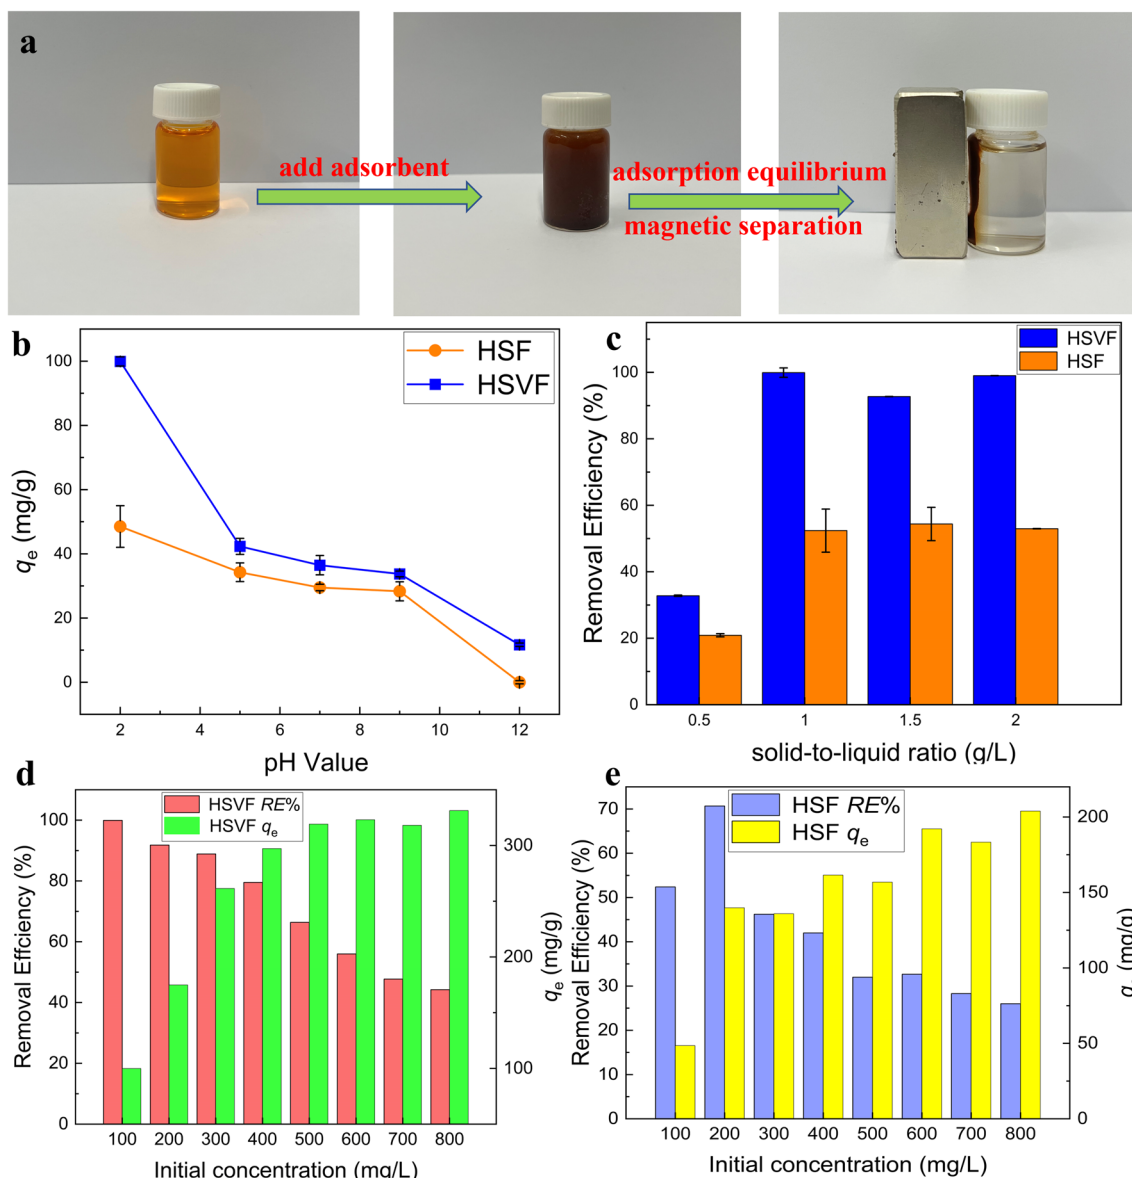 a
add adsorbent
adsorption equilibrium
magnetic separation
b
HSF
HSVF
100
80
60
40
20
0
qe (mg/g)
2 4 6 8 10 12
pH Value
c
HSVF
HSF
100
80
60
40
20
0
Removal Efficiency (%)
0.5 1 1.5 2
solid-to-liquid ratio (g/L)
d
HSVF RE%
HSVF qe
100
80
60
40
20
0
Removal Effciency (%)
300
200
100
qe (mg/g)
100 200 300 400 500 600 700 800
Initial concentration (mg/L)
e
HSF RE%
HSF qe
70
60
50
40
30
20
10
0
Removal Efficiency (%)
200
150
100
50
0
q (mg/g)
100 200 300 400 500 600 700 800
Initial concentration (mg/L)